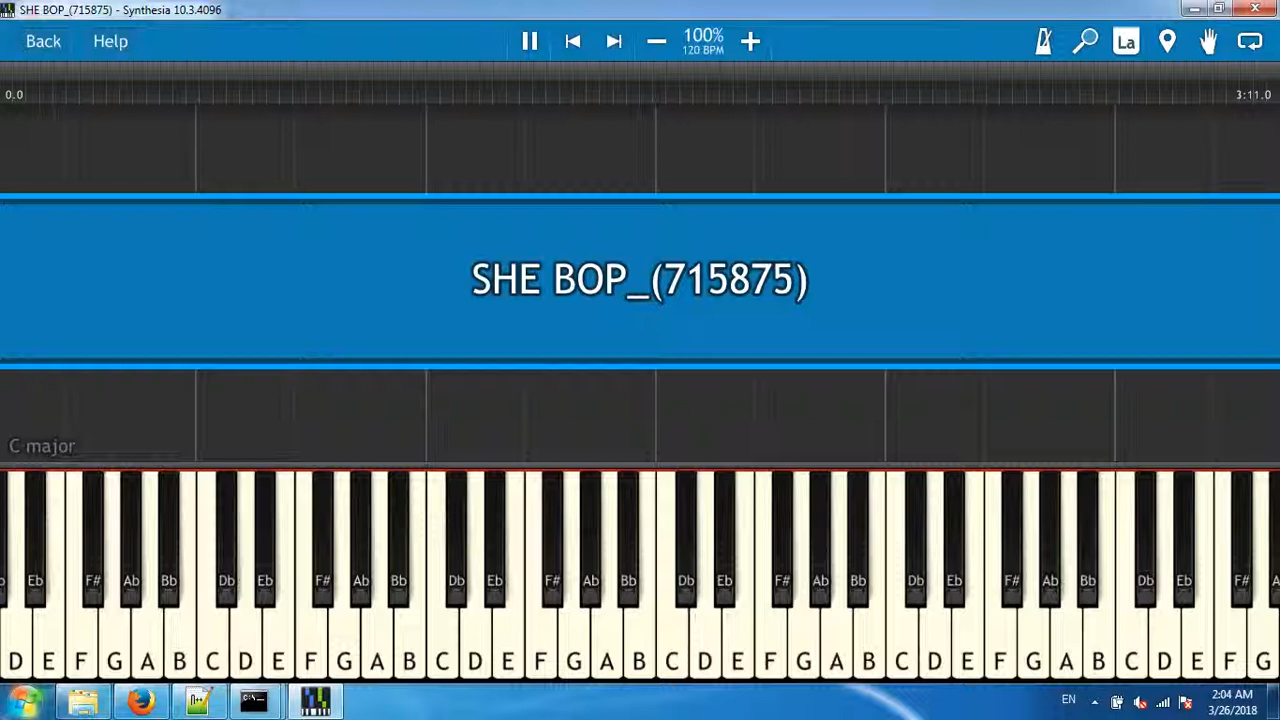 SHE BOP_(715875) - Synthesia 10.3.4096
Back Help 100% La
120 BPM
0.0 3:11.0
SHE BOP_(715875)
C major
Eb F# Ab Bb Db Eb F# Ab Bb Db Eb F# Ab Bb Db Eb F# Ab Bb Db Eb F# Ab Bb Db Eb F#
D E F G A B C D E F G A B C D E F G A B C D E F G A B C D E F G A B C D E F G
EN 2:04 AM
3/26/2018